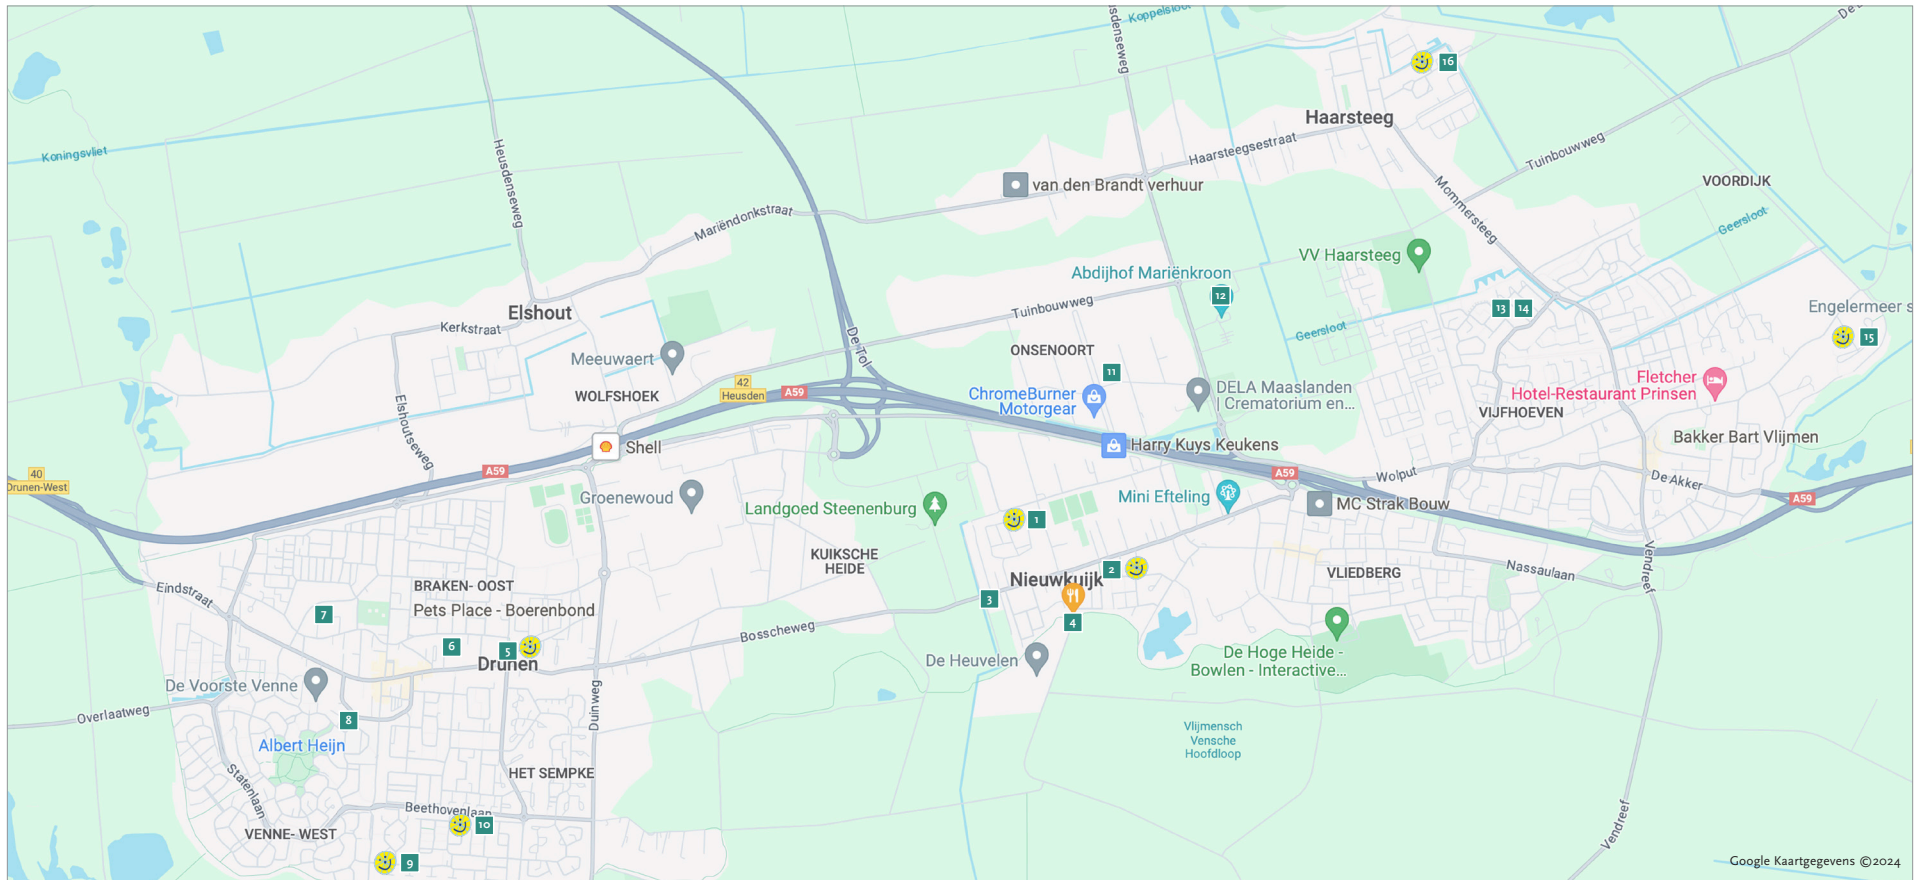 Koppelsloot
Heusdenseweg
16
Haarsteeg
Koningsvliet
Haarsteegsestraat
Tuinbouwweg
Heusdenseweg
van den Brandt verhuur
VOORDIJK
Mommersteeg
Mariëndonkstraat
Geersloot
VV Haarsteeg
Abdijhof Mariënkroon
12
Elshout
Tuinbouwweg
13
14
Engelermeer s
Kerkstraat
Geersloot
15
De Tol
Meeuwaert
ONSENOORT
11
42
Heusden
A59
WOLFSHOEK
ChromeBurner
Motorgear
DELA Maaslanden
| Crematorium en...
Fletcher
Hotel-Restaurant Prinsen
VIJFHOEVEN
Elshoutseweg
Shell
Harry Kuys Keukens
Bakker Bart Vlijmen
40
Drunen-West
A59
A59
Wolput
De Akker
A59
Groenewoud
Landgoed Steenenburg
Mini Efteling
MC Strak Bouw
1
KUIKSCHE
HEIDE
Nieuwkuijk
2
VLIEDBERG
Nassaulaan
Vendreef
Eindstraat
BRAKEN- OOST
Pets Place - Boerenbond
7
3
4
Bosscheweg
6
5
Drunen
De Heuvelen
De Hoge Heide -
Bowlen - Interactive...
De Voorste Venne
Overlaatweg
8
Duinweg
Albert Heijn
Vlijmensch
Vensche
Hoofdloop
HET SEMPKE
Statenlaan
Beethovenlaan
VENNE- WEST
10
9
Vendreef
Google Kaartgegevens ©2024